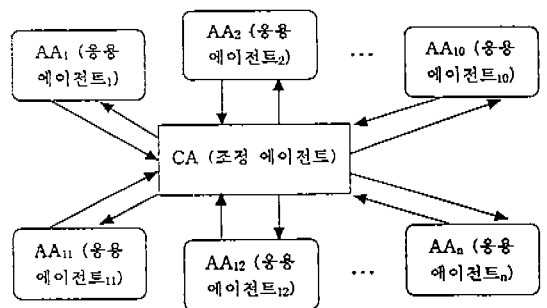 AA₁ (응용
에이전트₁)
AA₂ (응용
에이전트₂)
...
AA₁₀ (응용
에이전트₁₀)
CA (조정 에이전트)
AA₁₁ (응용
에이전트₁₁)
AA₁₂ (응용
에이전트₁₂)
...
AAₙ (응용
에이전트ₙ)